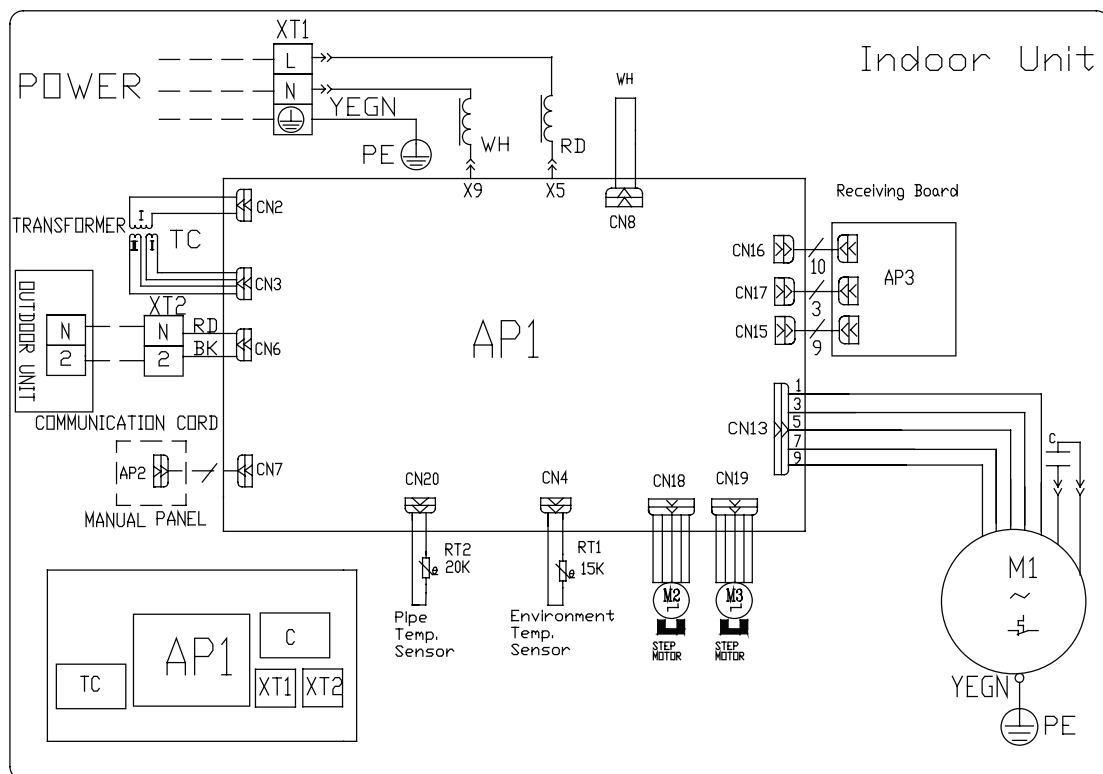 XT1
Indoor Unit
POWER
L
N
YEGN
PE
WH
RD
WH
X9
X5
CN8
Receiving Board
CN2
TRANSFORMER
I
II
I
TC
CN3
CN16
10
CN17
3
CN15
9
AP3
AP1
OUTDOOR UNIT
N
2
XT2
N
2
RD
BK
CN6
COMMUNICATION CORD
AP2
CN7
MANUAL PANEL
CN13
1
3
5
7
9
C
CN20
CN4
CN18
CN19
RT2
20K
RT1
15K
Pipe
Temp.
Sensor
Environment
Temp.
Sensor
M2
M3
STEP
MOTOR
STEP
MOTOR
M1
~
YEGN
PE
TC
AP1
C
XT1
XT2